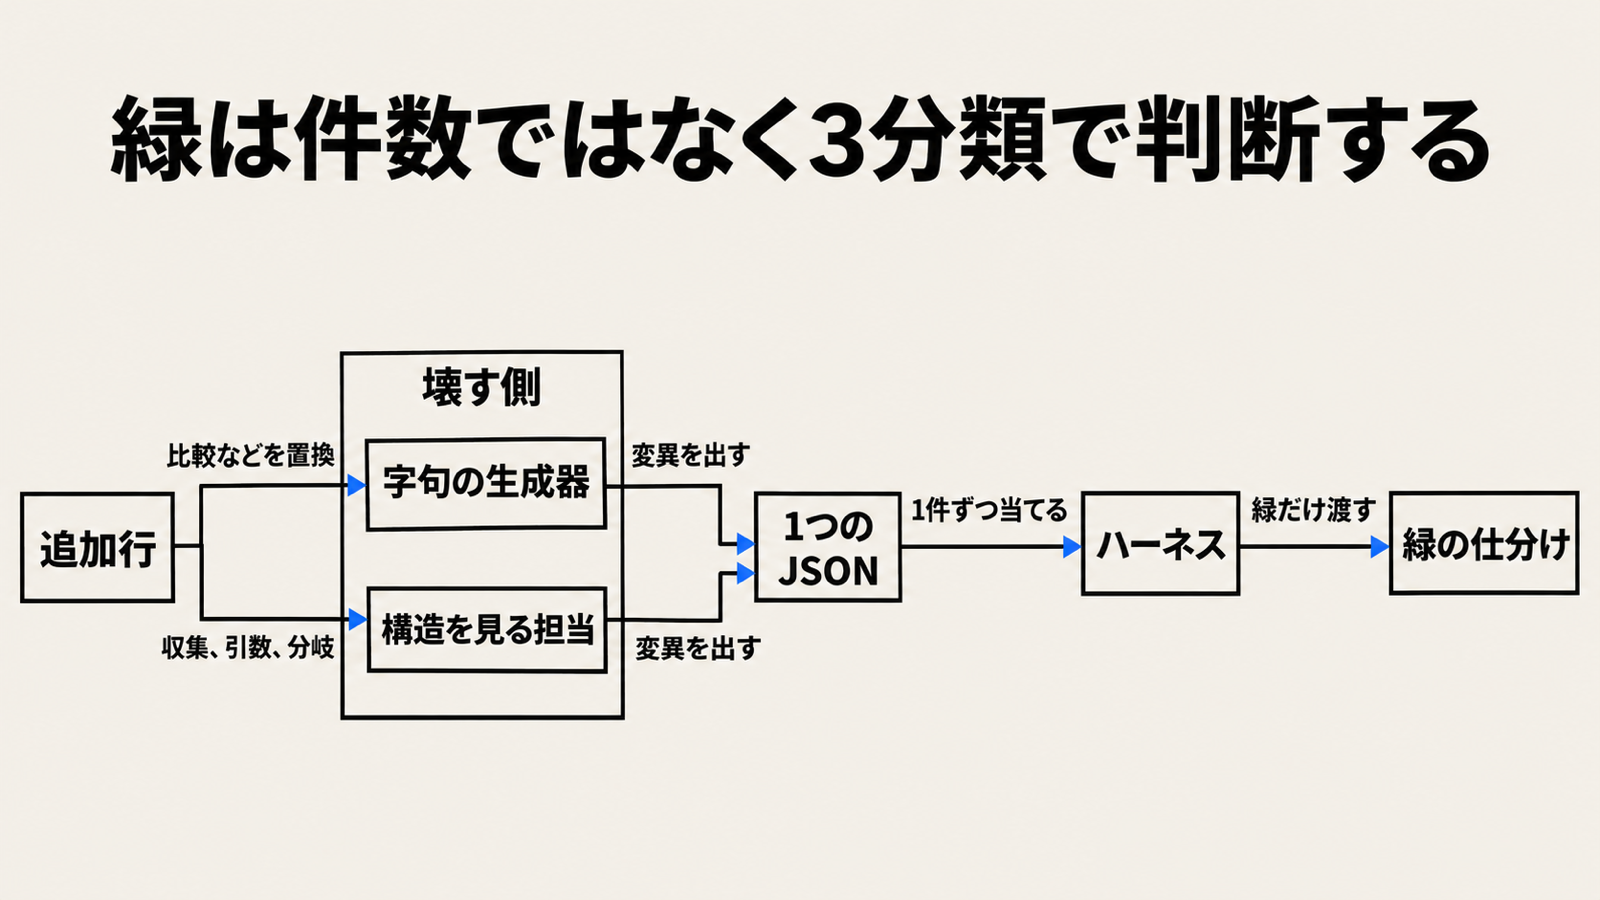 緑は件数ではなく3分類で判断する
壊す側
比較などを置換
字句の生成器
変異を出す
追加行
1つの
JSON
1件ずつ当てる
ハーネス
緑だけ渡す
緑の仕分け
収集、引数、分岐
構造を見る担当
変異を出す